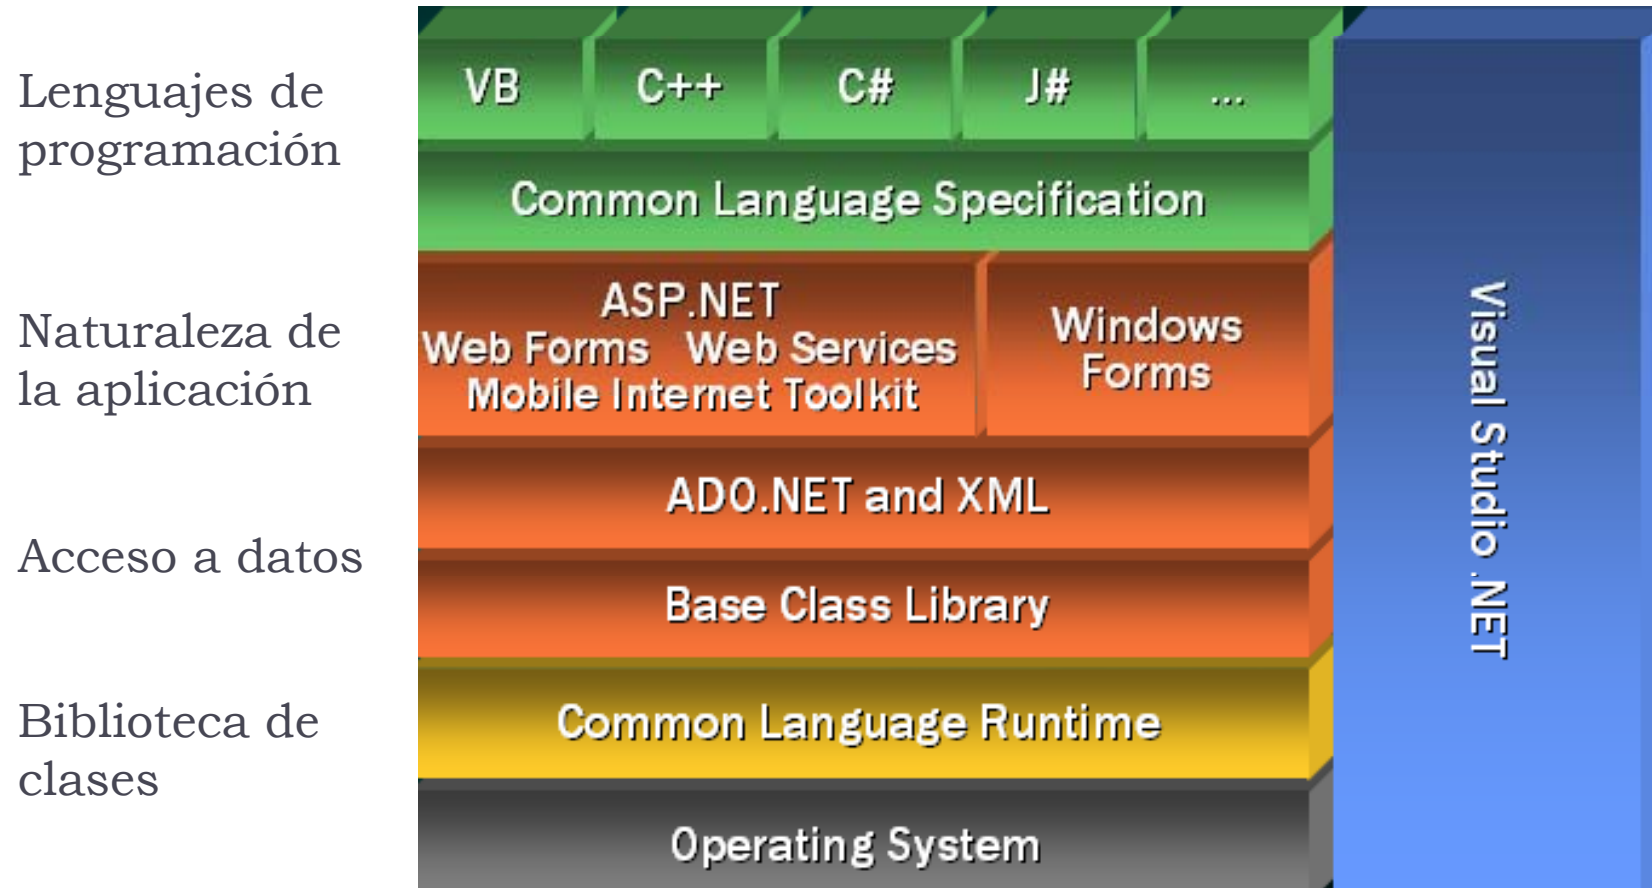 Lenguajes de
programación
Naturaleza de
la aplicación
Acceso a datos
Biblioteca de
clases
VB
C++
C#
J#
...
Common Language Specification
ASP.NET
Web Forms Web Services
Mobile Internet Toolkit
Windows
Forms
ADO.NET and XML
Base Class Library
Common Language Runtime
Operating System
Visual Studio .NET